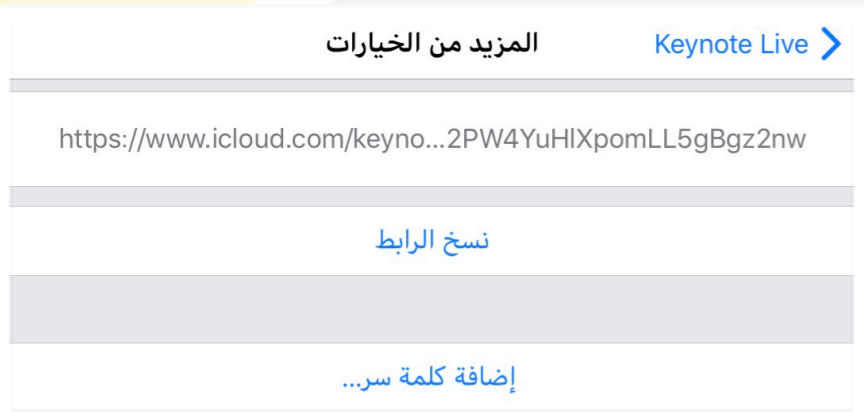 Keynote Live المزيد من الخيارات
https://www.icloud.com/keyno...2PW4YuHlXpomLL5gBgz2nw
نسخ الرابط
إضافة كلمة سر...